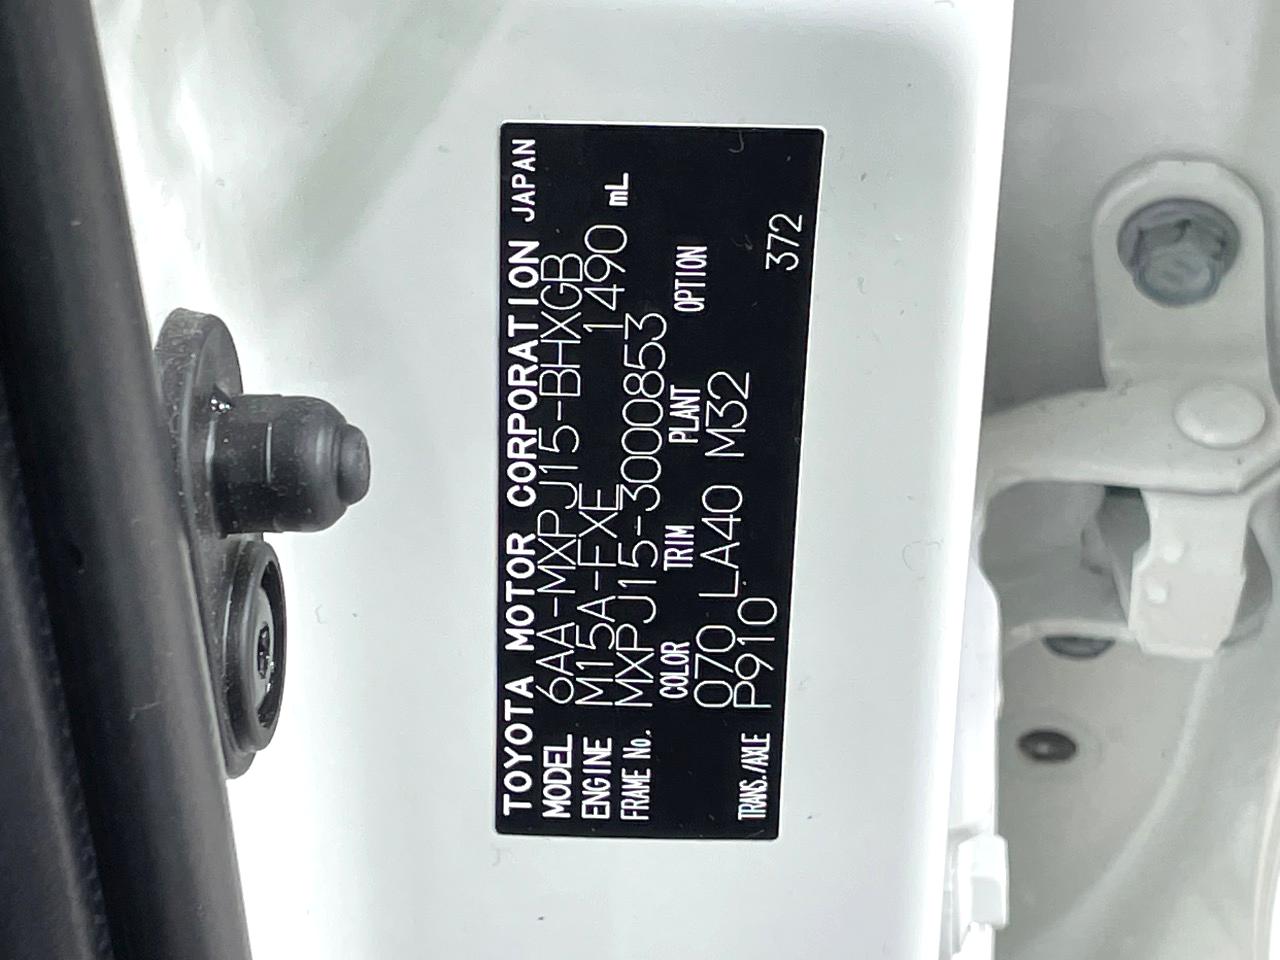 TOYOTA MOTOR CORPORATION JAPAN
MODEL 6AA-MXPJ15-BHXGB
ENGINE M15A-FXE 1490 mL
FRAME No. MXPJ15-3000853
COLOR TRIM PLANT OPTION
070 LA40 M32
TRANS./AXLE P910 372